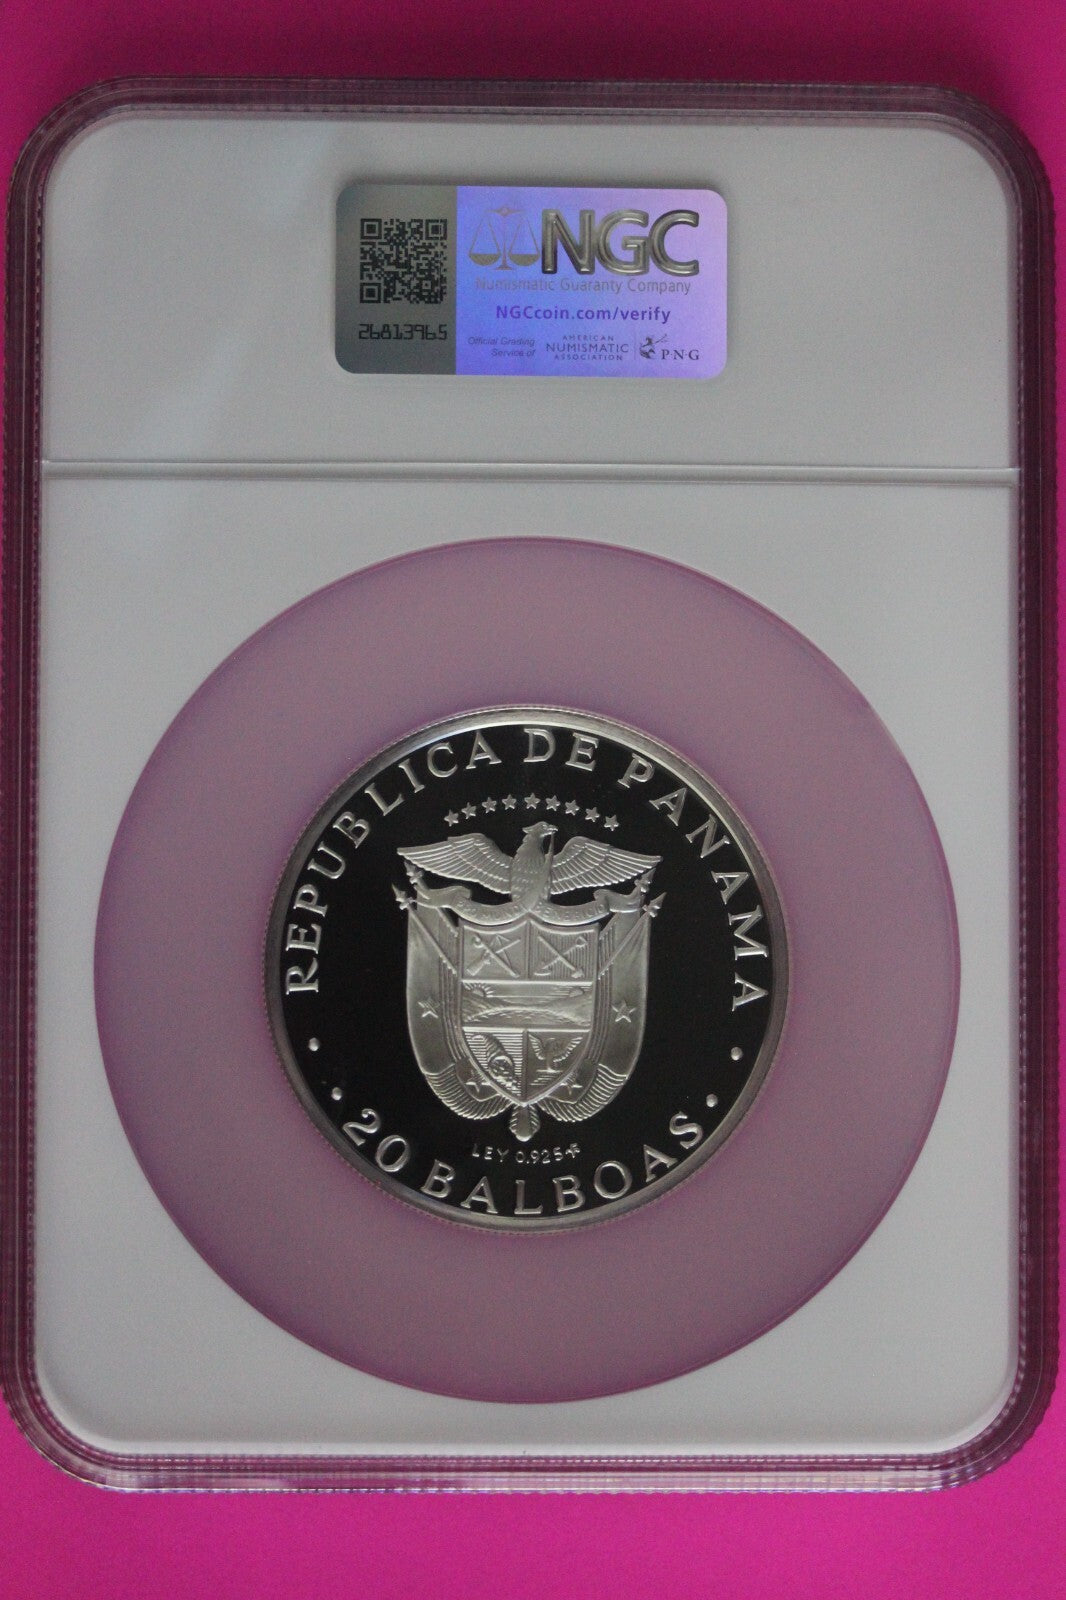 NGC
Numismatic Guaranty Company
NGCcoin.com/verify
26813965
Official Grading
Service of
AMERICAN
NUMISMATIC
ASSOCIATION
PNG
REPUBLICA DE PANAMA
LEY 0.925
· 20 BALBOAS ·